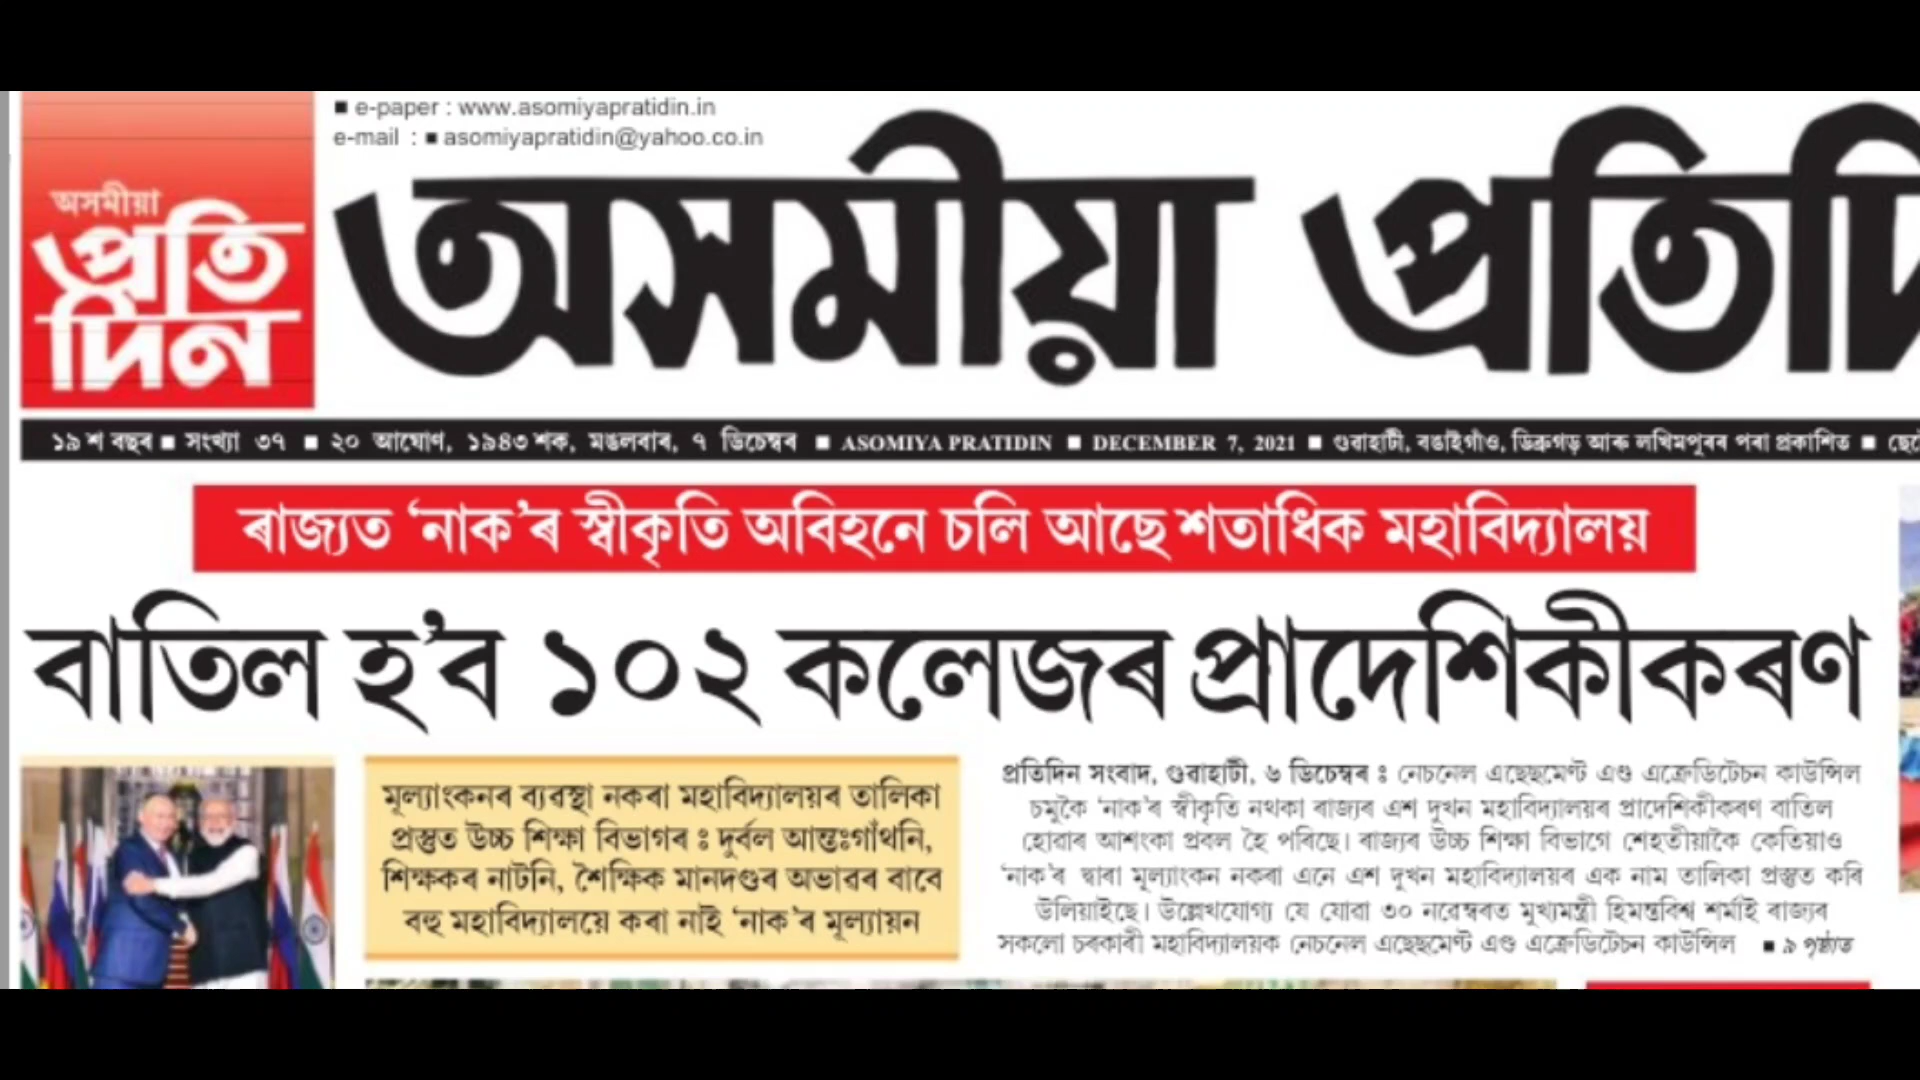 ■ e-paper : www.asomiyapratidin.in
e-mail : ■ asomiyapratidin@yahoo.co.in
অসমীয়া
প্ৰতি
দিন
অসমীয়া প্ৰতিদি
১৯ শ বছৰ ■ সংখ্যা ৩৭ ■ ২০ আঘোণ, ১৯৪৩ শক, মঙলবাৰ, ৭ ডিচেম্বৰ ■ ASOMIYA PRATIDIN ■ DECEMBER 7, 2021 ■ গুৱাহাটী, বঙাইগাঁও, ডিব্ৰুগড় আৰু লখিমপুৰৰ পৰা প্ৰকাশিত ■
ৰাজ্যত ‘নাক’ৰ স্বীকৃতি অবিহনে চলি আছে শতাধিক মহাবিদ্যালয়
বাতিল হ’ব ১০২ কলেজৰ প্ৰাদেশিকীকৰণ
মূল্যাংকনৰ ব্যৱস্থা নকৰা মহাবিদ্যালয়ৰ তালিকা
প্ৰস্তুত উচ্চ শিক্ষা বিভাগৰ ঃ দুৰ্বল আন্তঃগাঁথনি,
শিক্ষকৰ নাটনি, শৈক্ষিক মানদণ্ডৰ অভাৱৰ বাবে
বহু মহাবিদ্যালয়ে কৰা নাই ‘নাক’ৰ মূল্যায়ন
প্ৰতিদিন সংবাদ, গুৱাহাটী, ৬ ডিচেম্বৰ ঃ নেচনেল এছেছমেণ্ট এণ্ড এক্ৰেডিটেচন কাউন্সিল
চমুকৈ ‘নাক’ৰ স্বীকৃতি নথকা ৰাজ্যৰ এশ দুখন মহাবিদ্যালয়ৰ প্ৰাদেশিকীকৰণ বাতিল
হোৱাৰ আশংকা প্ৰবল হৈ পৰিছে। ৰাজ্যৰ উচ্চ শিক্ষা বিভাগে শেহতীয়াকৈ কেতিয়াও
‘নাক’ৰ দ্বাৰা মূল্যাংকন নকৰা এনে এশ দুখন মহাবিদ্যালয়ৰ এক নাম তালিকা প্ৰস্তুত কৰি
উলিয়াইছে। উল্লেখযোগ্য যে যোৱা ৩০ নৱেম্বৰত মুখ্যমন্ত্ৰী হিমন্তবিশ্ব শৰ্মাই ৰাজ্যৰ
সকলো চৰকাৰী মহাবিদ্যালয়ক নেচনেল এছেছমেণ্ট এণ্ড এক্ৰেডিটেচন কাউন্সিল ■ ৯ পৃষ্ঠাত